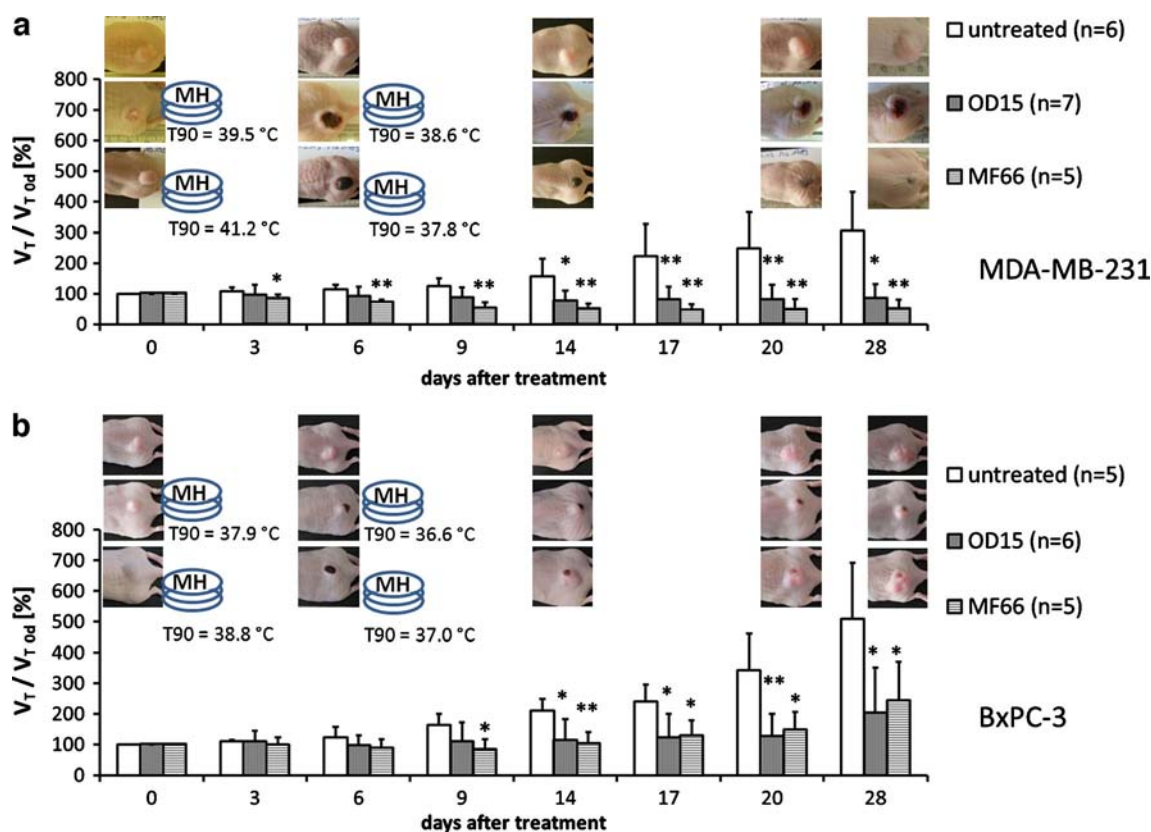 a
untreated (n=6)
OD15 (n=7)
MF66 (n=5)
MH
T90 = 39.5 °C
MH
T90 = 38.6 °C
MH
T90 = 41.2 °C
MH
T90 = 37.8 °C
V_T / V_T 0d [%]
800
700
600
500
400
300
200
100
0
* ** ** * ** ** ** ** ** * **
0 3 6 9 14 17 20 28
days after treatment
MDA-MB-231
b
untreated (n=5)
OD15 (n=6)
MF66 (n=5)
MH
T90 = 37.9 °C
MH
T90 = 36.6 °C
MH
T90 = 38.8 °C
MH
T90 = 37.0 °C
V_T / V_T 0d [%]
800
700
600
500
400
300
200
100
0
* * ** * * ** * * *
0 3 6 9 14 17 20 28
days after treatment
BxPC-3